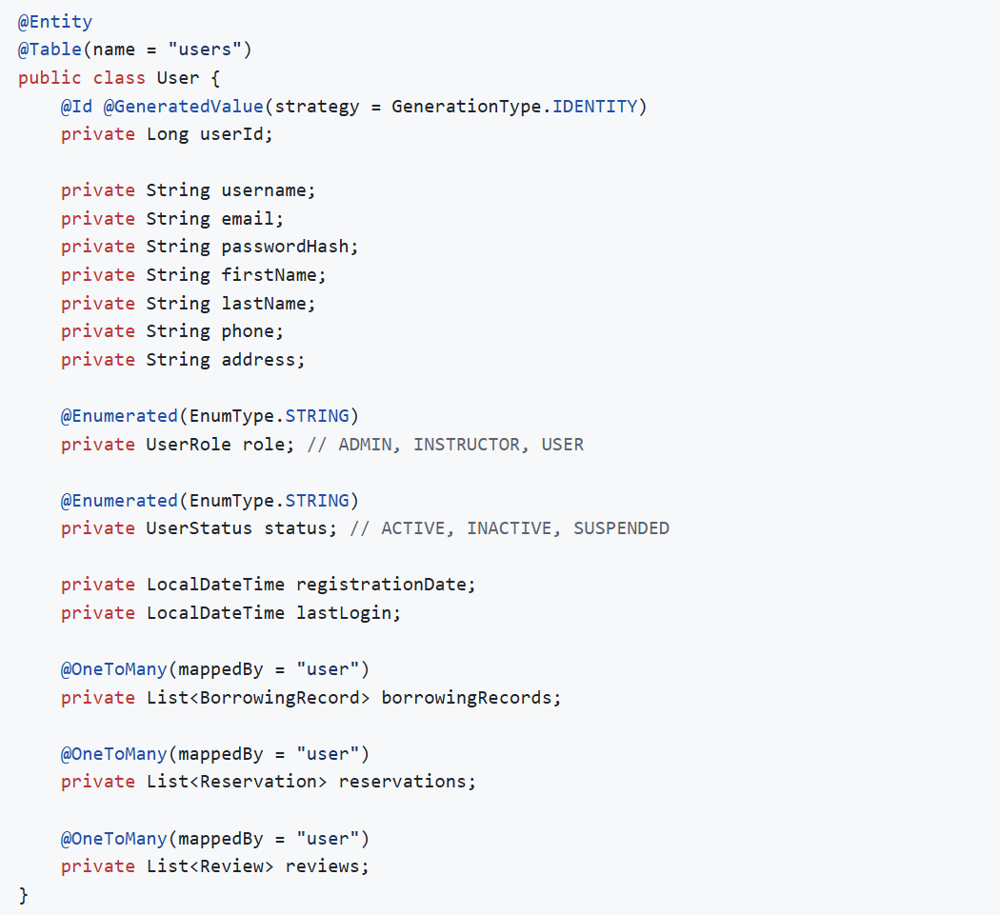 @Entity
@Table(name = "users")
public class User {
    @Id @GeneratedValue(strategy = GenerationType.IDENTITY)
    private Long userId;

    private String username;
    private String email;
    private String passwordHash;
    private String firstName;
    private String lastName;
    private String phone;
    private String address;

    @Enumerated(EnumType.STRING)
    private UserRole role; // ADMIN, INSTRUCTOR, USER

    @Enumerated(EnumType.STRING)
    private UserStatus status; // ACTIVE, INACTIVE, SUSPENDED

    private LocalDateTime registrationDate;
    private LocalDateTime lastLogin;

    @OneToMany(mappedBy = "user")
    private List<BorrowingRecord> borrowingRecords;

    @OneToMany(mappedBy = "user")
    private List<Reservation> reservations;

    @OneToMany(mappedBy = "user")
    private List<Review> reviews;
}